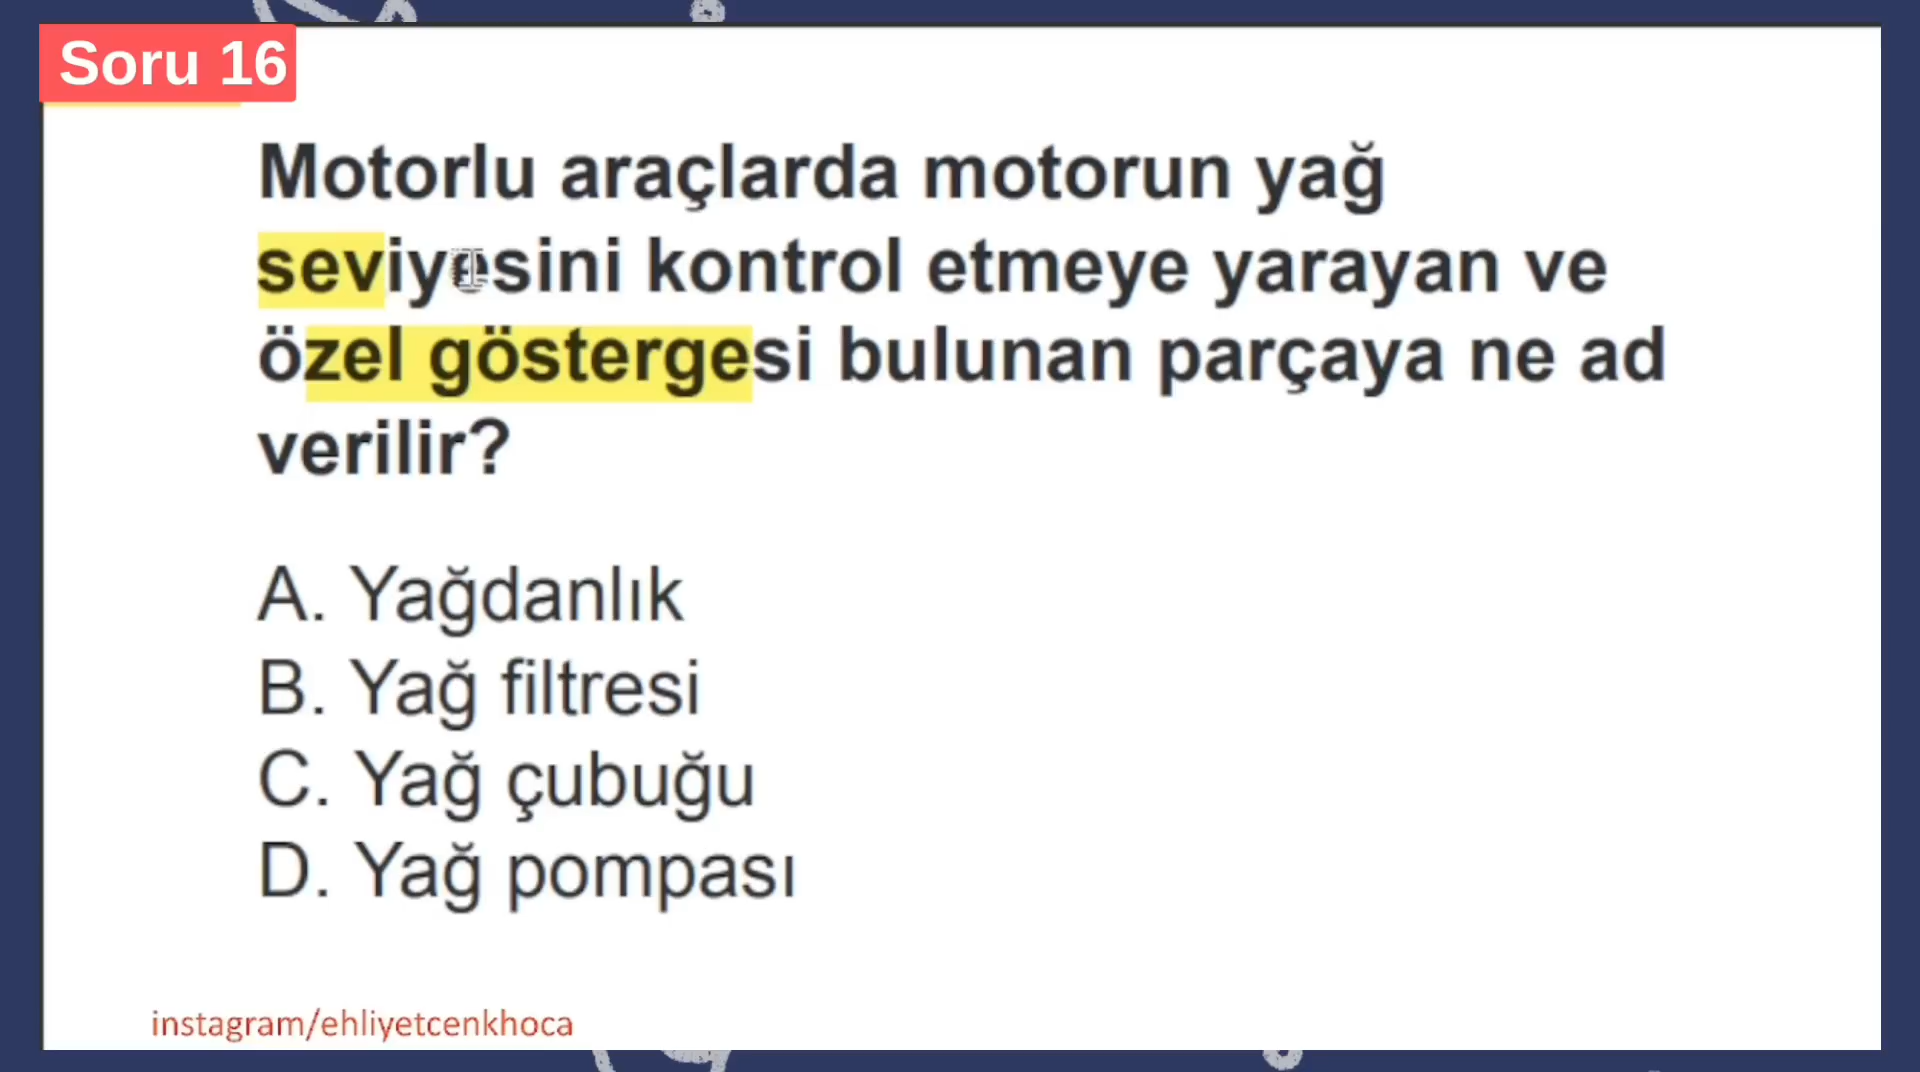 Soru 16
Motorlu araçlarda motorun yağ
seviyesini kontrol etmeye yarayan ve
özel göstergesi bulunan parçaya ne ad
verilir?
A. Yağdanlık
B. Yağ filtresi
C. Yağ çubuğu
D. Yağ pompası
instagram/ehliyetcenkhoca